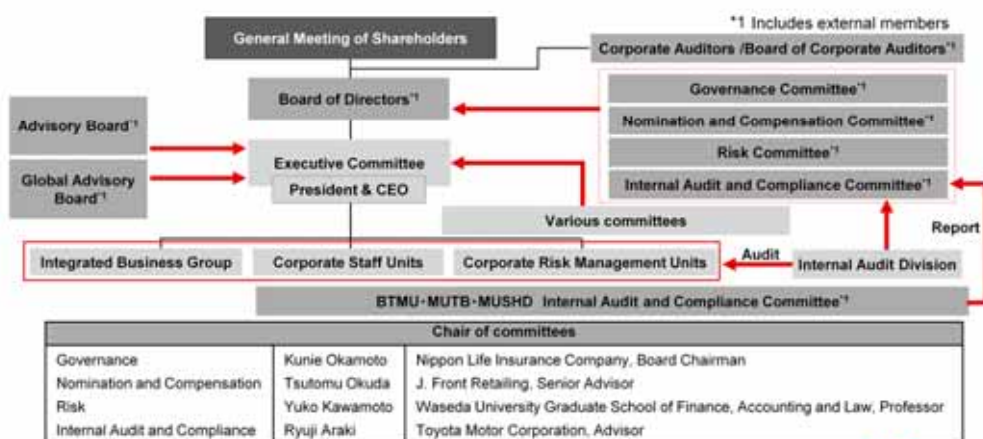 *1 Includes external members
General Meeting of Shareholders
Corporate Auditors /Board of Corporate Auditors*1
Board of Directors*1
Governance Committee*1
Nomination and Compensation Committee*1
Risk Committee*1
Internal Audit and Compliance Committee*1
Advisory Board*1
Global Advisory
Board*1
Executive Committee
President & CEO
Various committees
Report
Integrated Business Group
Corporate Staff Units
Corporate Risk Management Units
Audit
Internal Audit Division
BTMU・MUTB・MUSHD Internal Audit and Compliance Committee*1
Chair of committees
Governance Kunie Okamoto Nippon Life Insurance Company, Board Chairman
Nomination and Compensation Tsutomu Okuda J. Front Retailing, Senior Advisor
Risk Yuko Kawamoto Waseda University Graduate School of Finance, Accounting and Law, Professor
Internal Audit and Compliance Ryuji Araki Toyota Motor Corporation, Advisor